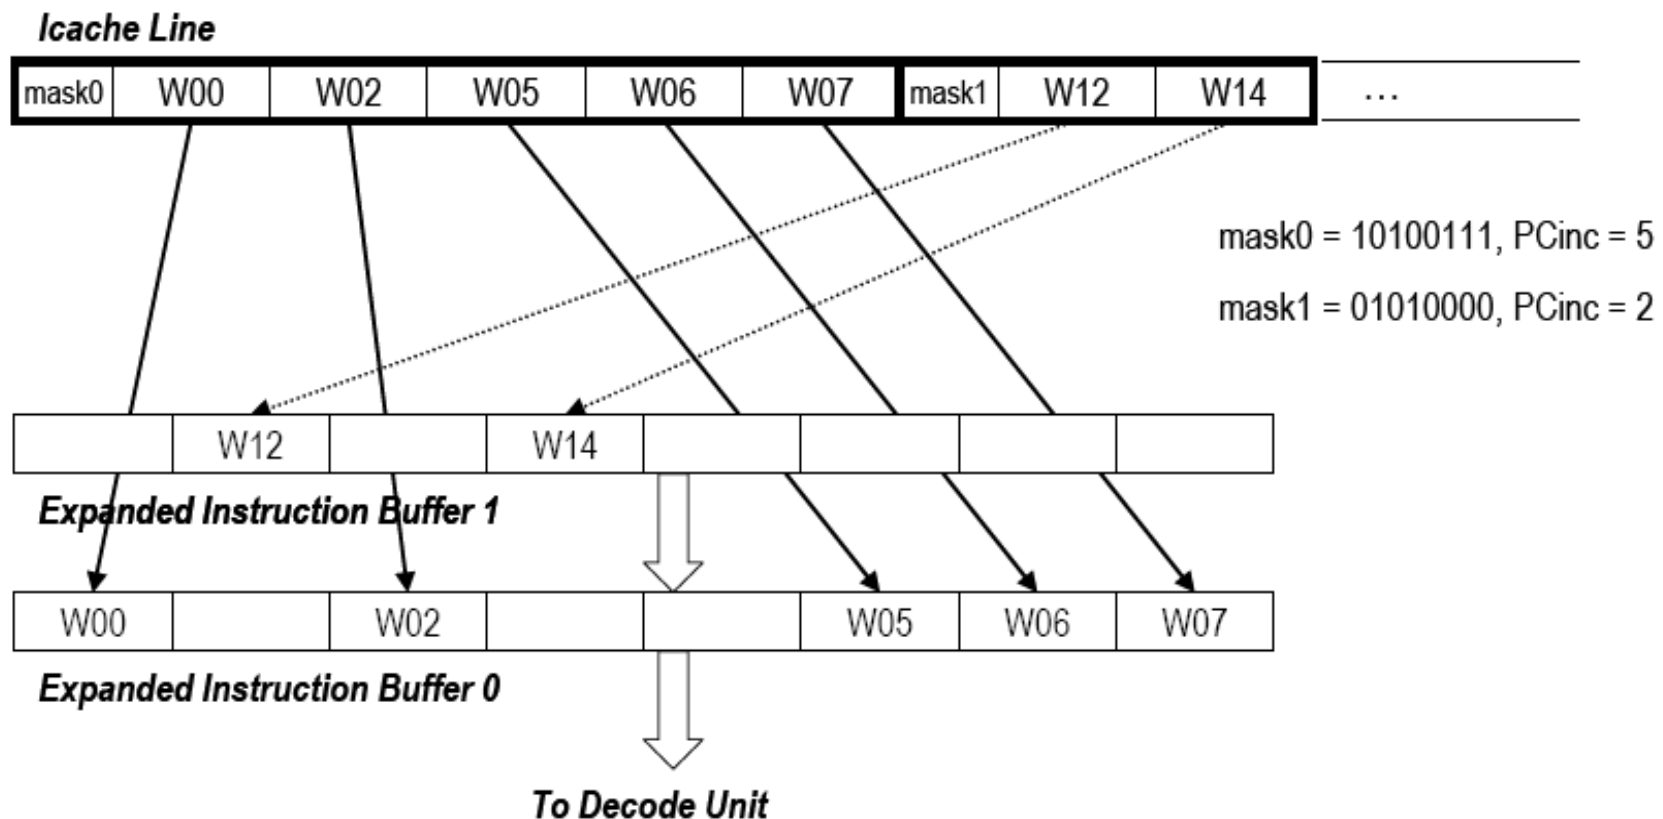 Icache Line
mask0 W00 W02 W05 W06 W07 mask1 W12 W14 ...
mask0 = 10100111, PCinc = 5
mask1 = 01010000, PCinc = 2
W12 W14
Expanded Instruction Buffer 1
W00 W02 W05 W06 W07
Expanded Instruction Buffer 0
To Decode Unit